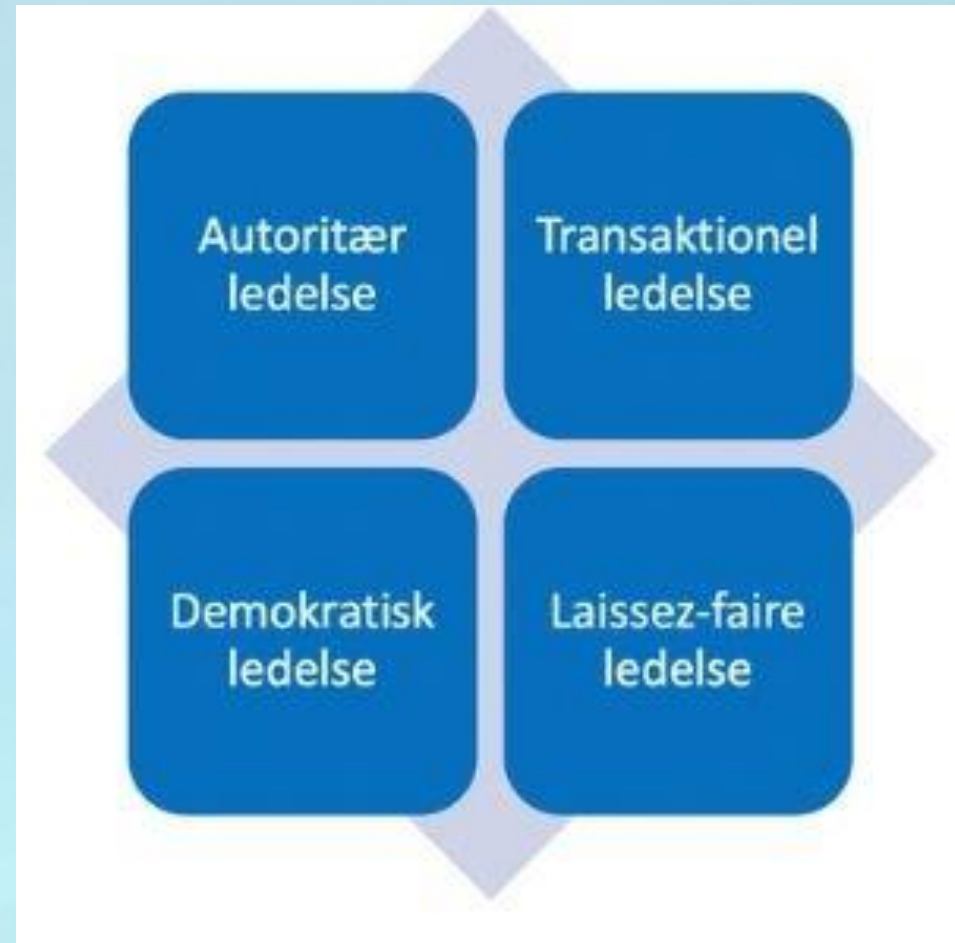 Autoritær
ledelse
Transaktionel
ledelse
Demokratisk
ledelse
Laissez-faire
ledelse